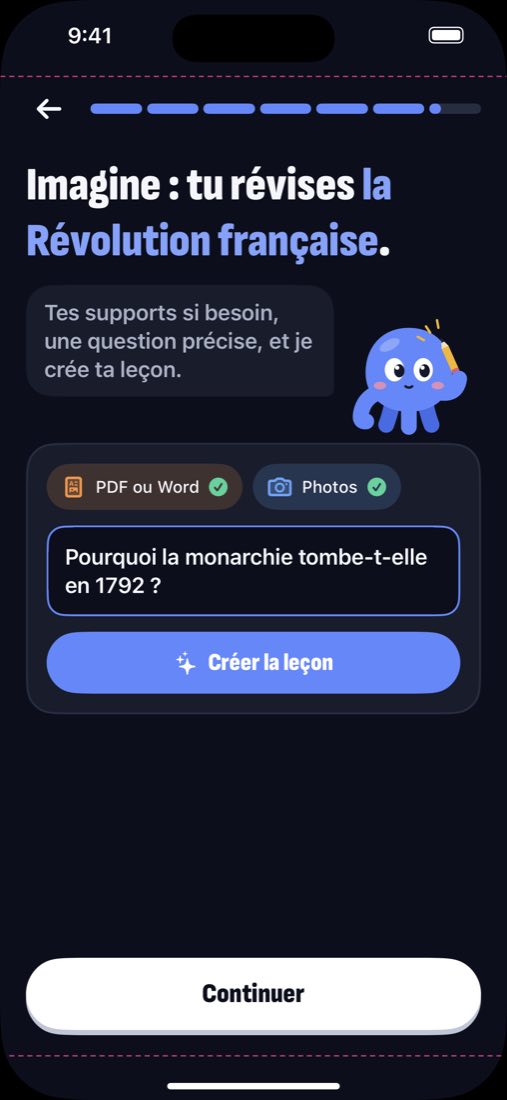 9:41
Imagine : tu révises la
Révolution française.
Tes supports si besoin,
une question précise, et je
crée ta leçon.
PDF ou Word
Photos
Pourquoi la monarchie tombe-t-elle
en 1792 ?
Créer la leçon
Continuer